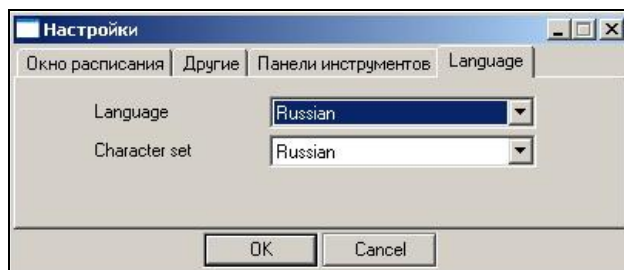 Настройки
Окно расписания Другие Панели инструментов Language
Language Russian
Character set Russian
OK Cancel